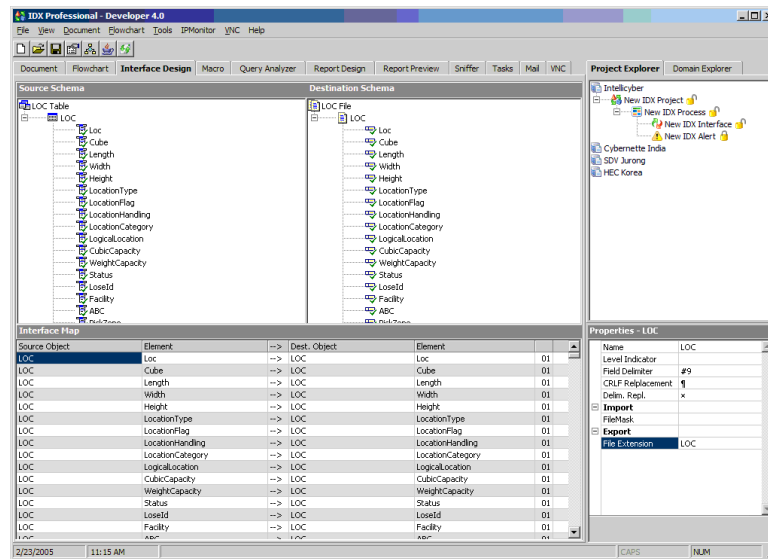 IDX Professional - Developer 4.0
File View Document Flowchart Tools IPMonitor VNC Help
Document Flowchart Interface Design Macro Query Analyzer Report Design Report Preview Sniffer Tasks Mail VNC
Project Explorer Domain Explorer
Source Schema
LOC Table
LOC
Loc
Cube
Length
Width
Height
LocationType
LocationFlag
LocationHandling
LocationCategory
LogicalLocation
CubicCapacity
WeightCapacity
Status
LoseId
Facility
ABC
Destination Schema
LOC File
LOC
Loc
Cube
Length
Width
Height
LocationType
LocationFlag
LocationHandling
LocationCategory
LogicalLocation
CubicCapacity
WeightCapacity
Status
LoseId
Facility
ABC
Intellicyber
New IDX Project
New IDX Process
New IDX Interface
New IDX Alert
Cybernette India
SDV Jurong
HEC Korea
Interface Map
Source Object Element --> Dest. Object Element
LOC Loc --> LOC Loc 01
LOC Cube --> LOC Cube 01
LOC Length --> LOC Length 01
LOC Width --> LOC Width 01
LOC Height --> LOC Height 01
LOC LocationType --> LOC LocationType 01
LOC LocationFlag --> LOC LocationFlag 01
LOC LocationHandling --> LOC LocationHandling 01
LOC LocationCategory --> LOC LocationCategory 01
LOC LogicalLocation --> LOC LogicalLocation 01
LOC CubicCapacity --> LOC CubicCapacity 01
LOC WeightCapacity --> LOC WeightCapacity 01
LOC Status --> LOC Status 01
LOC LoseId --> LOC LoseId 01
LOC Facility --> LOC Facility 01
Properties - LOC
Name LOC
Level Indicator
Field Delimiter #9
CRLF Relplacement ¶
Delim. Repl. ×
Import
FileMask
Export
File Extension LOC
2/23/2005 11:15 AM CAPS NUM